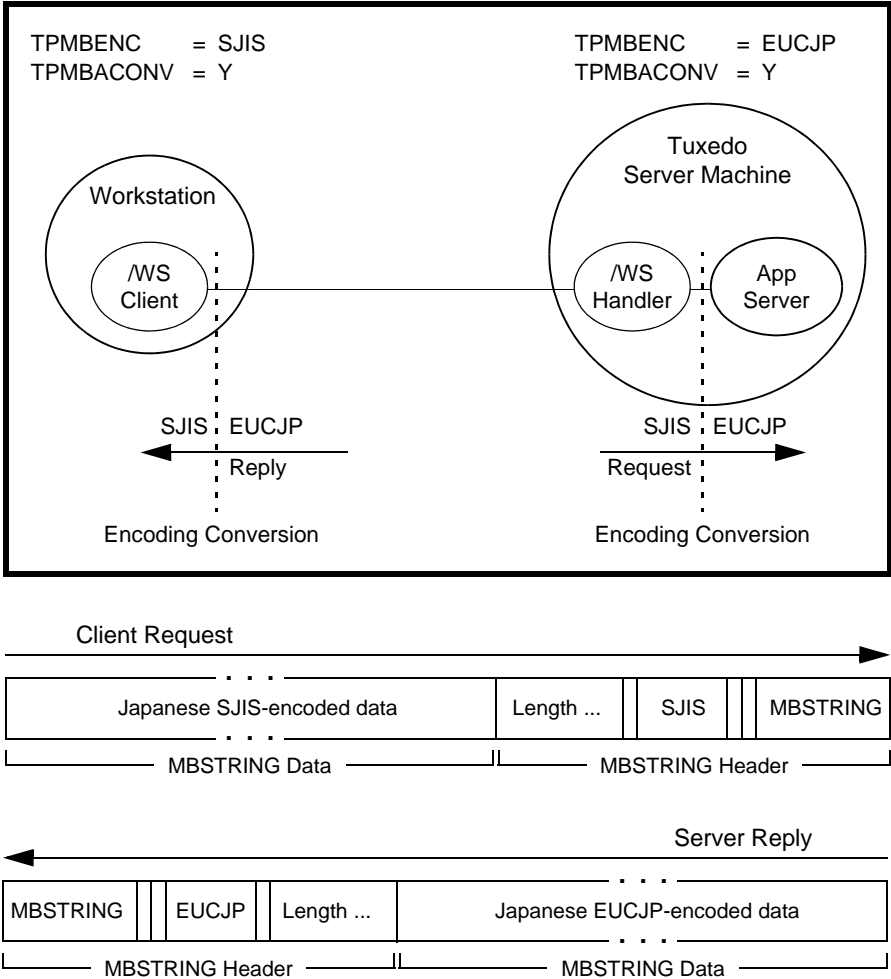 TPMBENC = SJIS
TPMBACONV = Y
TPMBENC = EUCJP
TPMBACONV = Y
Workstation
/WS
Client
Tuxedo
Server Machine
/WS
Handler
App
Server
SJIS EUCJP
Reply
Encoding Conversion
SJIS EUCJP
Request
Encoding Conversion
Client Request
. . .
Japanese SJIS-encoded data Length ... SJIS MBSTRING
. . .
MBSTRING Data MBSTRING Header
Server Reply
. . .
MBSTRING EUCJP Length ... Japanese EUCJP-encoded data
. . .
MBSTRING Header MBSTRING Data